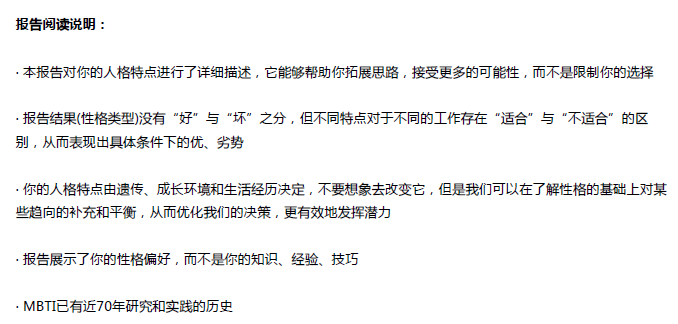 报告阅读说明：
· 本报告对你的人格特点进行了详细描述，它能够帮助你拓展思路，接受更多的可能性，而不是限制你的选择
· 报告结果(性格类型)没有“好”与“坏”之分，但不同特点对于不同的工作存在“适合”与“不适合”的区
别，从而表现出具体条件下的优、劣势
· 你的人格特点由遗传、成长环境和生活经历决定，不要想象去改变它，但是我们可以在了解性格的基础上对某
些趋向的补充和平衡，从而优化我们的决策，更有效地发挥潜力
· 报告展示了你的性格偏好，而不是你的知识、经验、技巧
· MBTI已有近70年研究和实践的历史